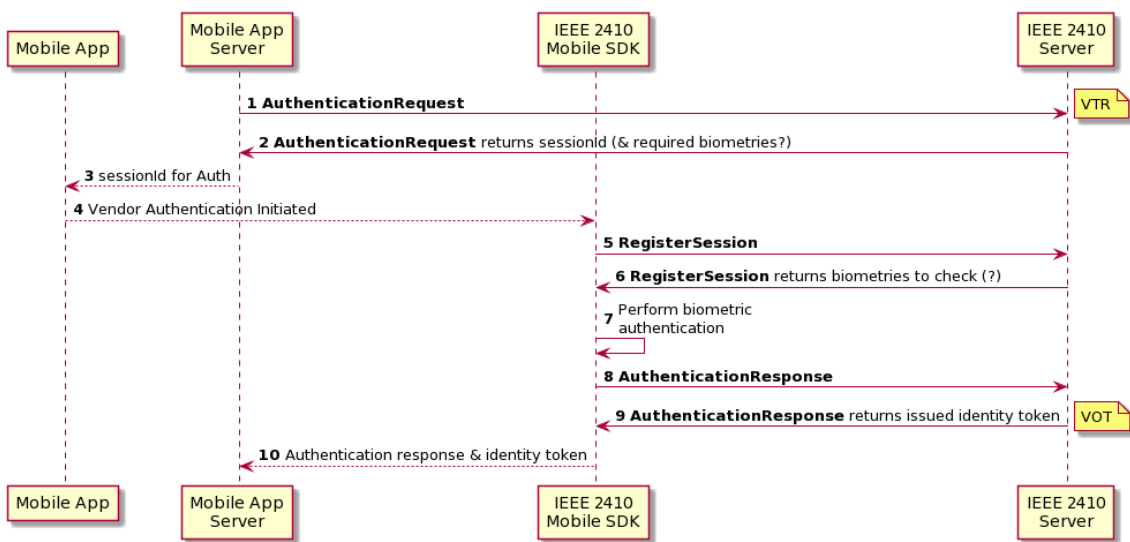 Mobile App
Mobile App
Server
IEEE 2410
Mobile SDK
IEEE 2410
Server
1 AuthenticationRequest
VTR
2 AuthenticationRequest returns sessionId (& required biometries?)
3 sessionId for Auth
4 Vendor Authentication Initiated
5 RegisterSession
6 RegisterSession returns biometries to check (?)
7 Perform biometric
authentication
8 AuthenticationResponse
9 AuthenticationResponse returns issued identity token
VOT
10 Authentication response & identity token
Mobile App
Mobile App
Server
IEEE 2410
Mobile SDK
IEEE 2410
Server